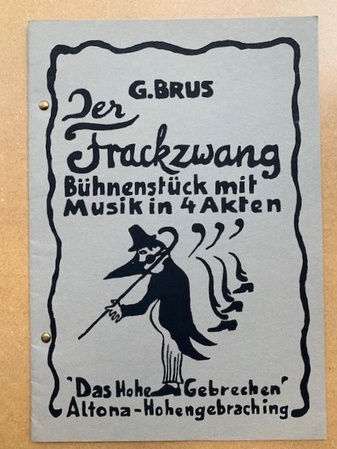 G.BRUS
Der
Frackzwang
Bühnenstück mit
Musik in 4 Akten
"Das Hohe Gebrechen"
Altona-Hohengebraching